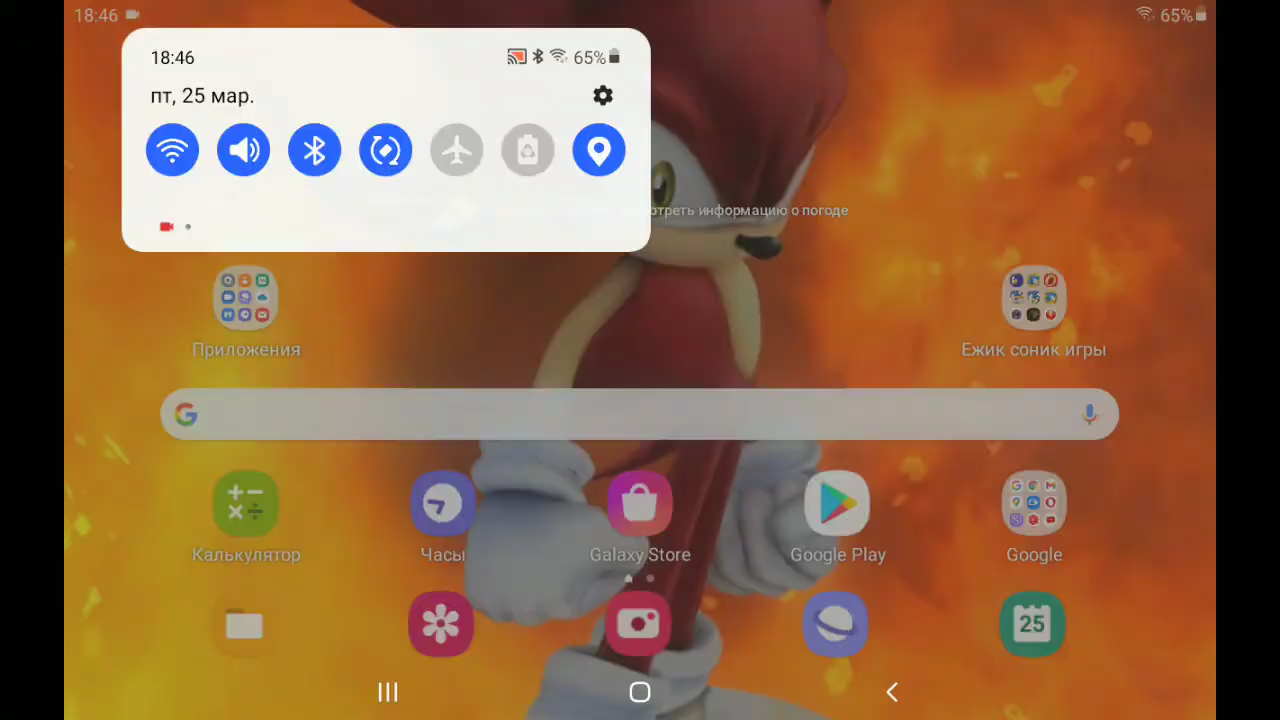 18:46
65%
18:46
65%
пт, 25 мар.
отреть информацию о погоде
Приложения
Ежик соник игры
Калькулятор
Часы
Galaxy Store
Google Play
Google
25